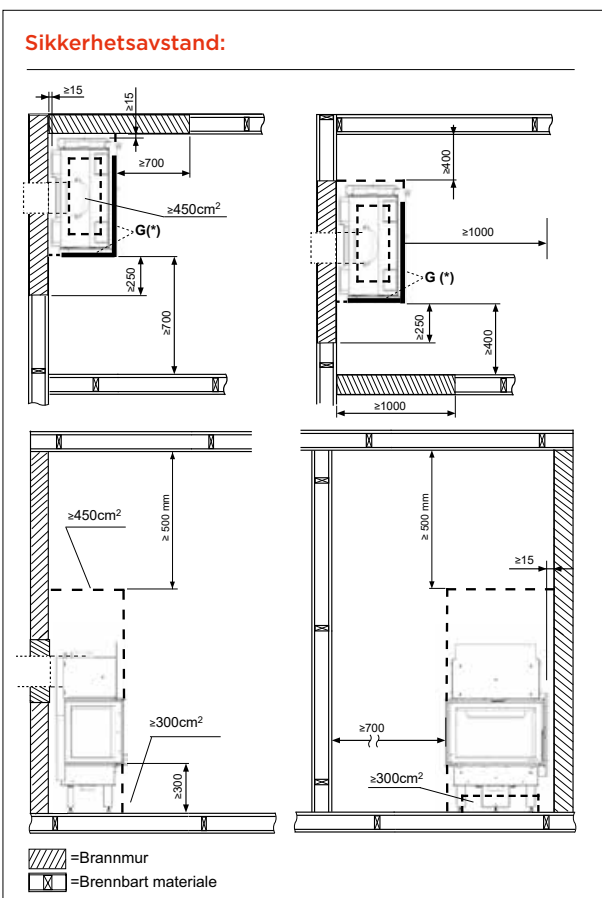 Sikkerhetsavstand:
≥15
≥15
≥700
≥450cm²
G(*)
≥250
≥700
≥400
≥1000
G (*)
≥250
≥400
≥1000
≥450cm²
≥ 500 mm
≥300cm²
≥300
≥ 500 mm
≥15
≥700
≥300cm²
=Brannmur
=Brennbart materiale